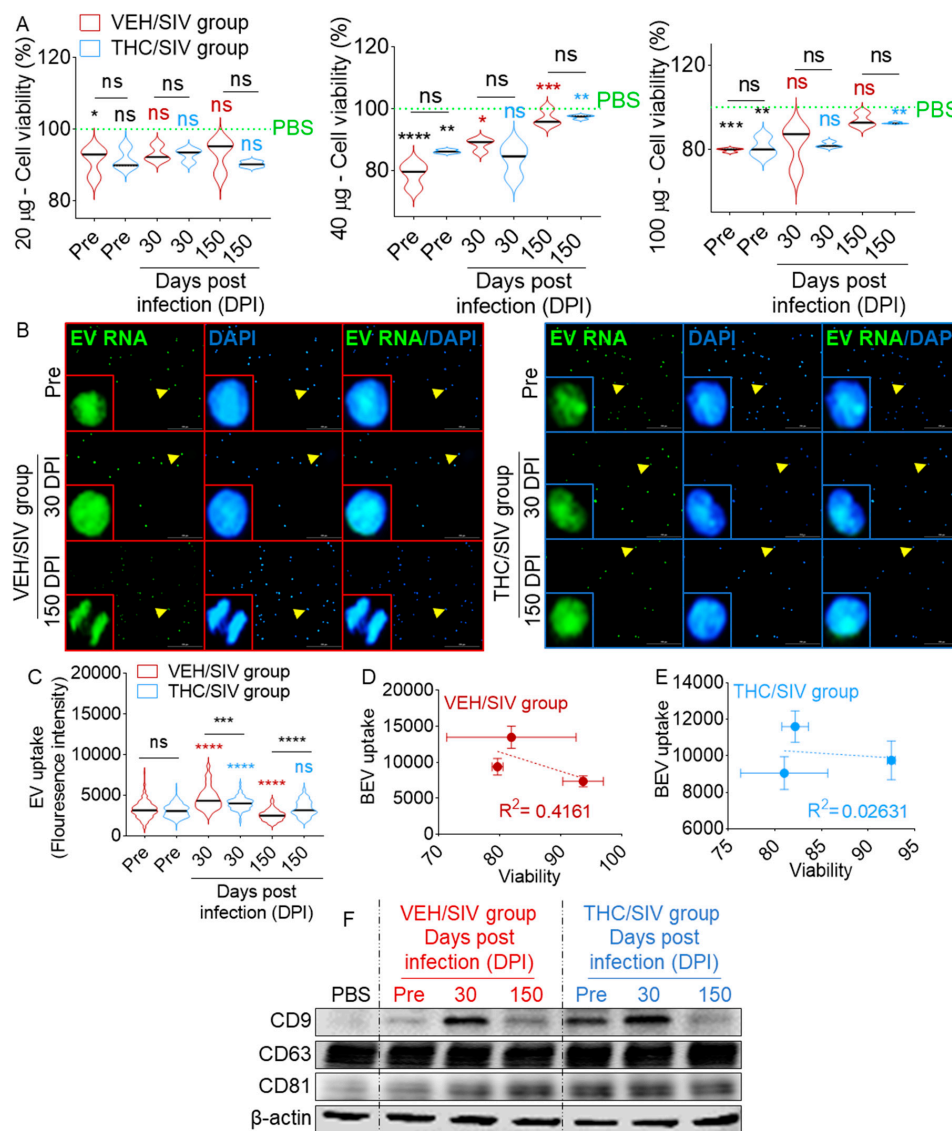 A
VEH/SIV group
THC/SIV group
20 µg - Cell viability (%)
120
100
80
* ns ns ns ns ns ns ns
PBS
Pre Pre 30 30 150 150
Days post
infection (DPI)
40 µg - Cell viability (%)
120
100
80
60
ns ns ns
**** ** * ns *** **
PBS
Pre Pre 30 30 150 150
Days post
infection (DPI)
100 µg - Cell viability (%)
120
80
ns ns ns
*** ** ns ns ns **
PBS
Pre Pre 30 30 150 150
Days post
infection (DPI)
B
EV RNA DAPI EV RNA/DAPI
Pre
30 DPI
150 DPI
VEH/SIV group
EV RNA DAPI EV RNA/DAPI
Pre
30 DPI
150 DPI
THC/SIV group
C
VEH/SIV group
THC/SIV group
EV uptake
(Flouresence intensity)
20000
15000
10000
5000
0
ns *** ****
**** **** **** ns
Pre Pre 30 30 150 150
Days post
infection (DPI)
D
VEH/SIV group
BEV uptake
20000
15000
10000
5000
0
R2= 0.4161
70 80 90 100
Viability
E
THC/SIV group
BEV uptake
14000
12000
10000
8000
6000
R2= 0.02631
75 80 85 90 95
Viability
F
VEH/SIV group
Days post
infection (DPI)
THC/SIV group
Days post
infection (DPI)
PBS Pre 30 150 Pre 30 150
CD9
CD63
CD81
β-actin